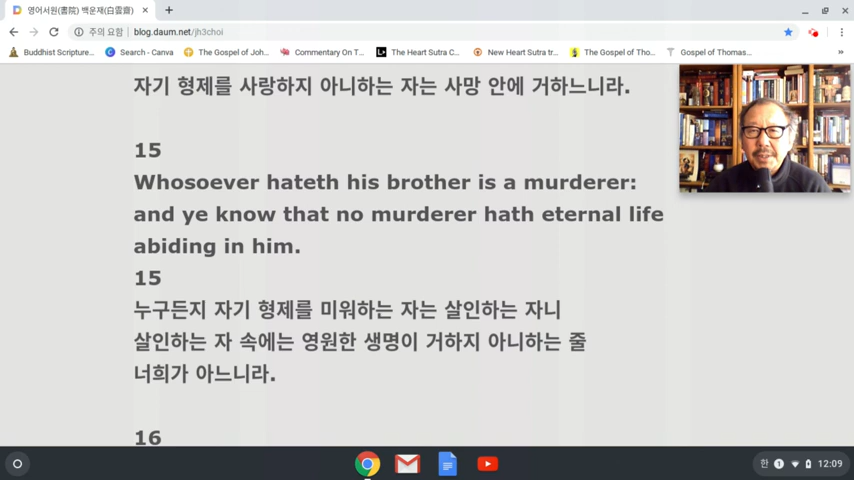 영어서원(書院) 백운재(白雲齋)
주의 요함
blog.daum.net/jh3choi
Buddhist Scripture...
Search - Canva
The Gospel of Joh...
Commentary On T...
The Heart Sutra C...
New Heart Sutra tr...
The Gospel of Tho...
Gospel of Thomas...
자기 형제를 사랑하지 아니하는 자는 사망 안에 거하느니라.
15
Whosoever hateth his brother is a murderer:
and ye know that no murderer hath eternal life
abiding in him.
15
누구든지 자기 형제를 미워하는 자는 살인하는 자니
살인하는 자 속에는 영원한 생명이 거하지 아니하는 줄
너희가 아느니라.
16
한 1 12:09